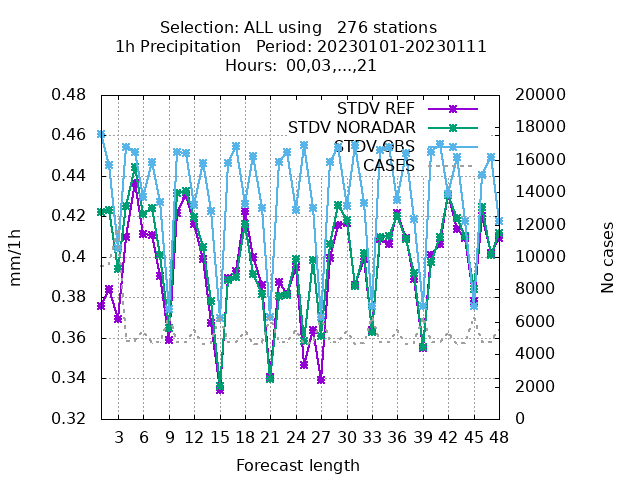 Selection: ALL using 276 stations
1h Precipitation Period: 20230101-20230111
Hours: 00,03,...,21
0.48
0.46
0.44
0.42
0.4
0.38
0.36
0.34
0.32
mm/1h
STDV REF
STDV NORADAR
STDV OBS
CASES
20000
18000
16000
14000
12000
10000
8000
6000
4000
2000
0
No cases
3 6 9 12 15 18 21 24 27 30 33 36 39 42 45 48
Forecast length